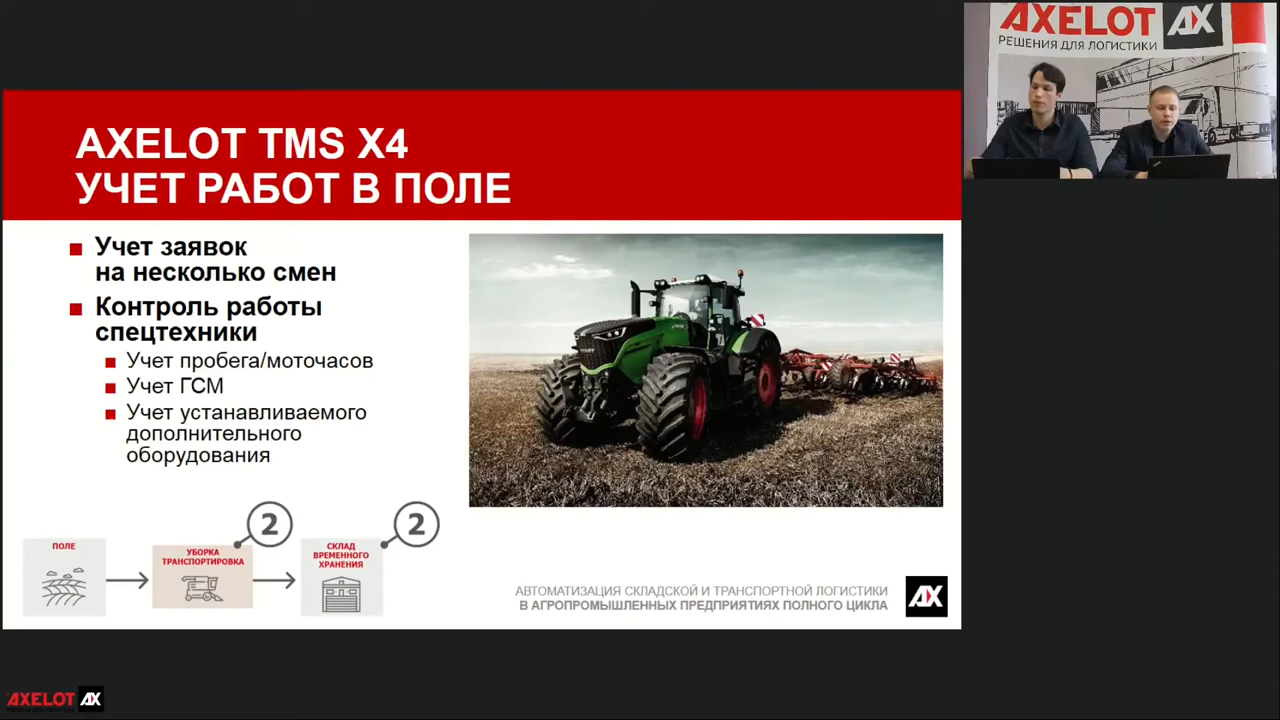 AXELOT AX
РЕШЕНИЯ ДЛЯ ЛОГИСТИКИ
AXELOT TMS X4
УЧЕТ РАБОТ В ПОЛЕ
Учет заявок
на несколько смен
Контроль работы
спецтехники
Учет пробега/моточасов
Учет ГСМ
Учет устанавливаемого
дополнительного
оборудования
2
2
ПОЛЕ
УБОРКА
ТРАНСПОРТИРОВКА
СКЛАД
ВРЕМЕННОГО
ХРАНЕНИЯ
АВТОМАТИЗАЦИЯ СКЛАДСКОЙ И ТРАНСПОРТНОЙ ЛОГИСТИКИ
В АГРОПРОМЫШЛЕННЫХ ПРЕДПРИЯТИЯХ ПОЛНОГО ЦИКЛА
AX
AXELOT AX